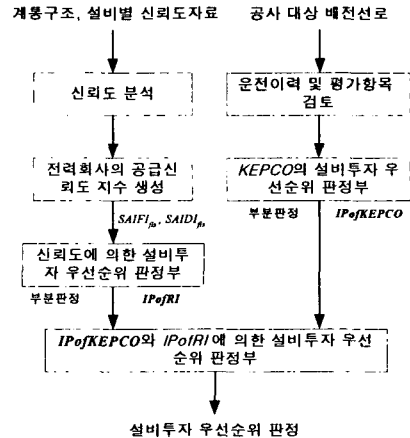 계통구조, 설비별 신뢰도자료
공사 대상 배전선로
신뢰도 분석
운전이력 및 평가항목
검토
전력회사의 공급신
뢰도 지수 생성
KEPCO의 설비투자 우
선순위 판정부
SAIFI, SAIDI
부분판정 IPofKEPCO
신뢰도에 의한 설비투
자 우선순위 판정부
부분판정 IPofRI
IPofKEPCO와 IPofRI에 의한 설비투자 우선
순위 판정부
설비투자 우선순위 판정